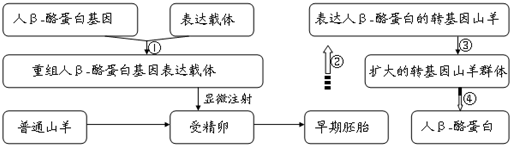 人β-酪蛋白基因 表达载体 表达人β-酪蛋白的转基因山羊
① ② ③
重组人β-酪蛋白基因表达载体 扩大的转基因山羊群体
显微注射 ④
普通山羊 受精卵 早期胚胎 人β-酪蛋白